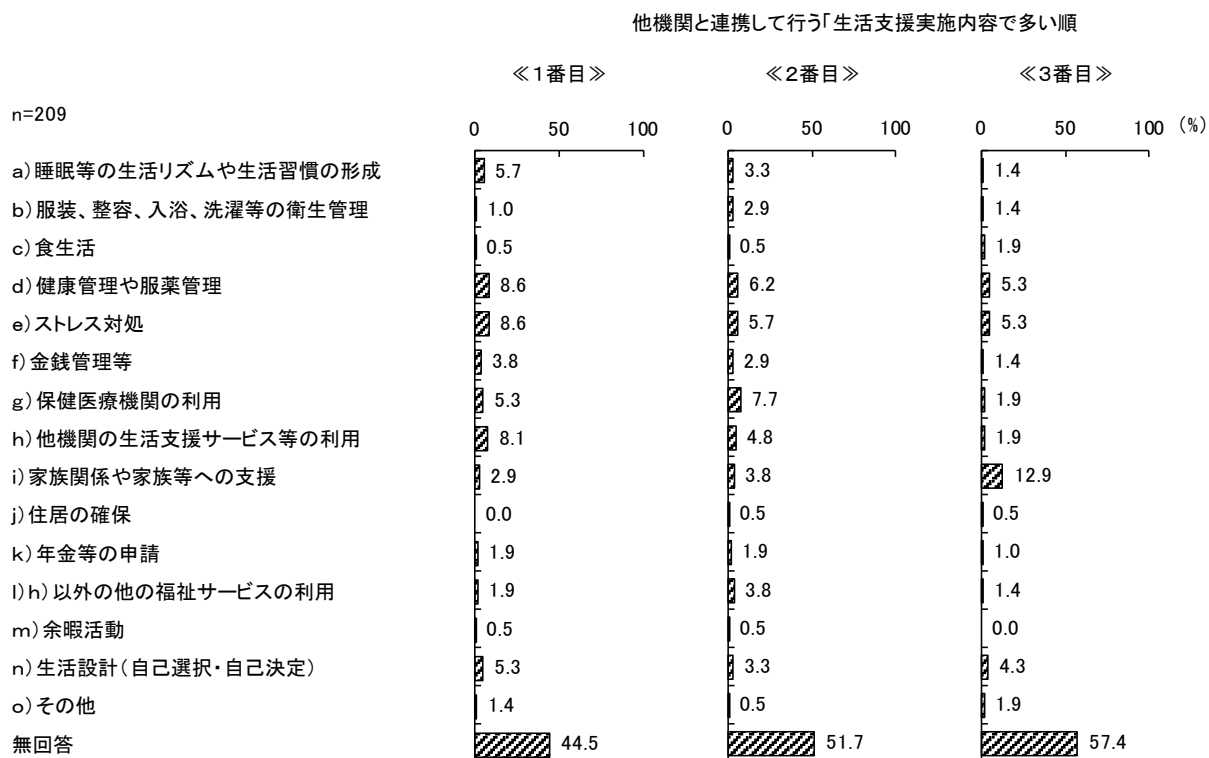 他機関と連携して行う「生活支援実施内容で多い順
≪1番目≫ ≪2番目≫ ≪3番目≫
n=209
0 50 100 0 50 100 0 50 100 (%)
a)睡眠等の生活リズムや生活習慣の形成 5.7 3.3 1.4
b)服装、整容、入浴、洗濯等の衛生管理 1.0 2.9 1.4
c)食生活 0.5 0.5 1.9
d)健康管理や服薬管理 8.6 6.2 5.3
e)ストレス対処 8.6 5.7 5.3
f)金銭管理等 3.8 2.9 1.4
g)保健医療機関の利用 5.3 7.7 1.9
h)他機関の生活支援サービス等の利用 8.1 4.8 1.9
i)家族関係や家族等への支援 2.9 3.8 12.9
j)住居の確保 0.0 0.5 0.5
k)年金等の申請 1.9 1.9 1.0
l)h)以外の他の福祉サービスの利用 1.9 3.8 1.4
m)余暇活動 0.5 0.5 0.0
n)生活設計(自己選択・自己決定) 5.3 3.3 4.3
o)その他 1.4 0.5 1.9
無回答 44.5 51.7 57.4